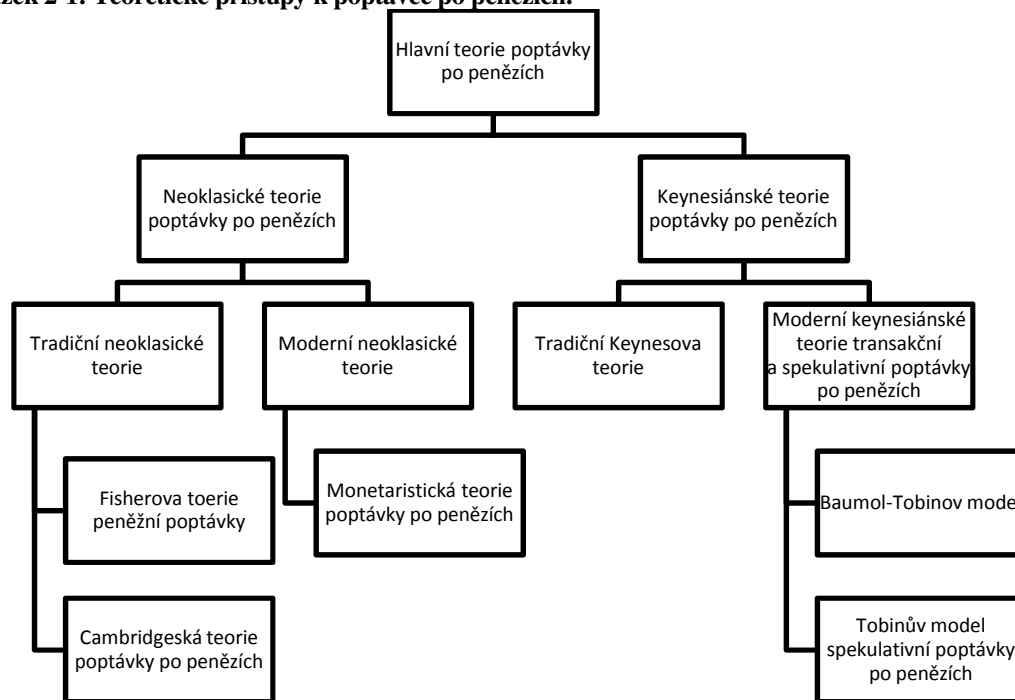 zek 2-1: Teoretické přístupy k poptávce po penězích.
Hlavní teorie poptávky
po penězích
Neoklasické teorie
poptávky po penězích
Keynesiánské teorie
poptávky po penězích
Tradiční neoklasické
teorie
Moderní neoklasické
teorie
Tradiční Keynesova
teorie
Moderní keynesiánské
teorie transakční
a spekulativní poptávky
po penězích
Fisherova toerie
peněžní poptávky
Monetaristická teorie
poptávky po penězích
Baumol-Tobinov mode
Cambridgeská teorie
poptávky po penězích
Tobinův model
spekulativní poptávky
po penězích